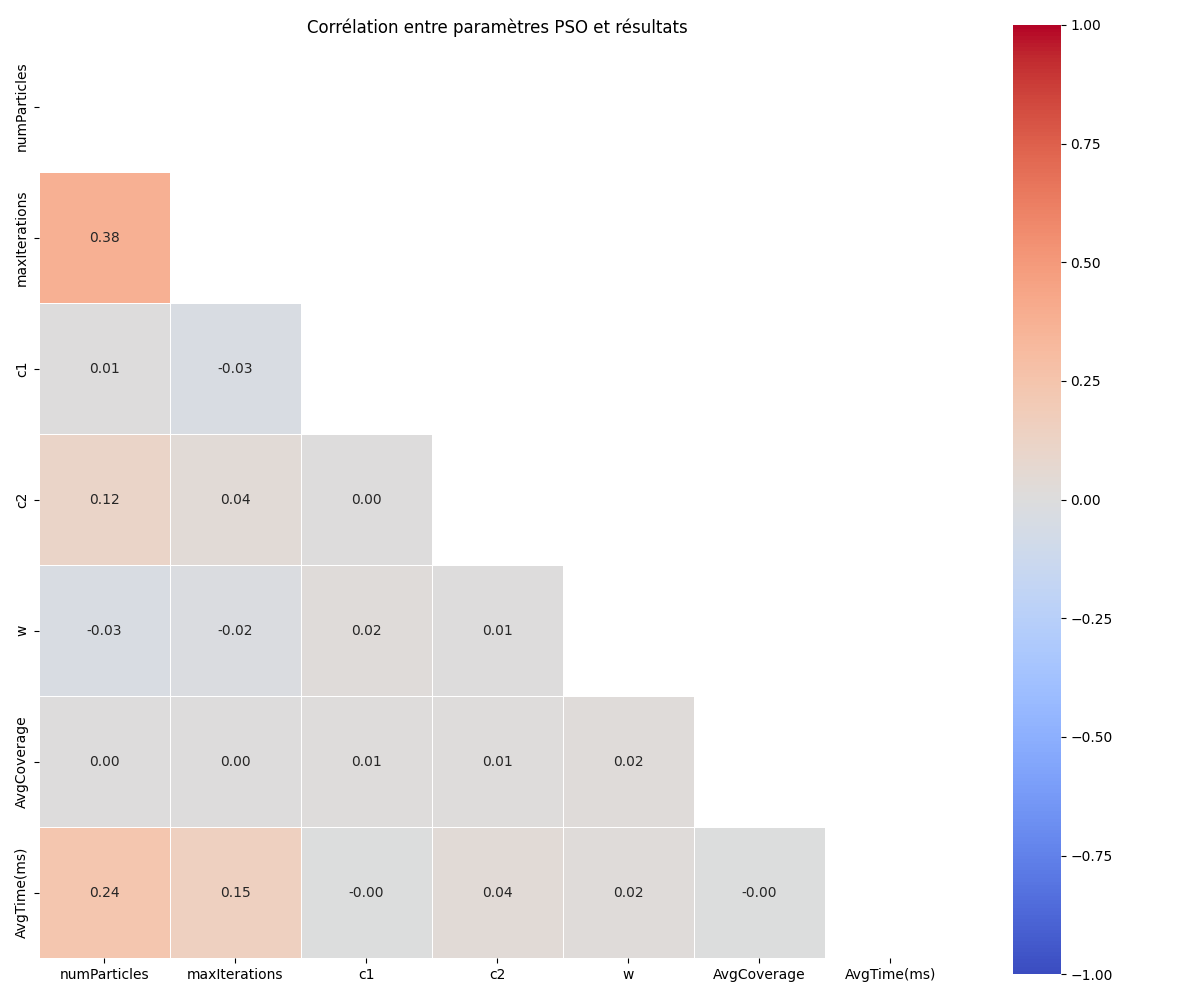 Corrélation entre paramètres PSO et résultats
numParticles
maxIterations
0.38
c1
0.01 -0.03
c2
0.12 0.04 0.00
w
-0.03 -0.02 0.02 0.01
AvgCoverage
0.00 0.00 0.01 0.01 0.02
AvgTime(ms)
0.24 0.15 -0.00 0.04 0.02 -0.00
numParticles maxIterations c1 c2 w AvgCoverage AvgTime(ms)
1.00
0.75
0.50
0.25
0.00
−0.25
−0.50
−0.75
−1.00